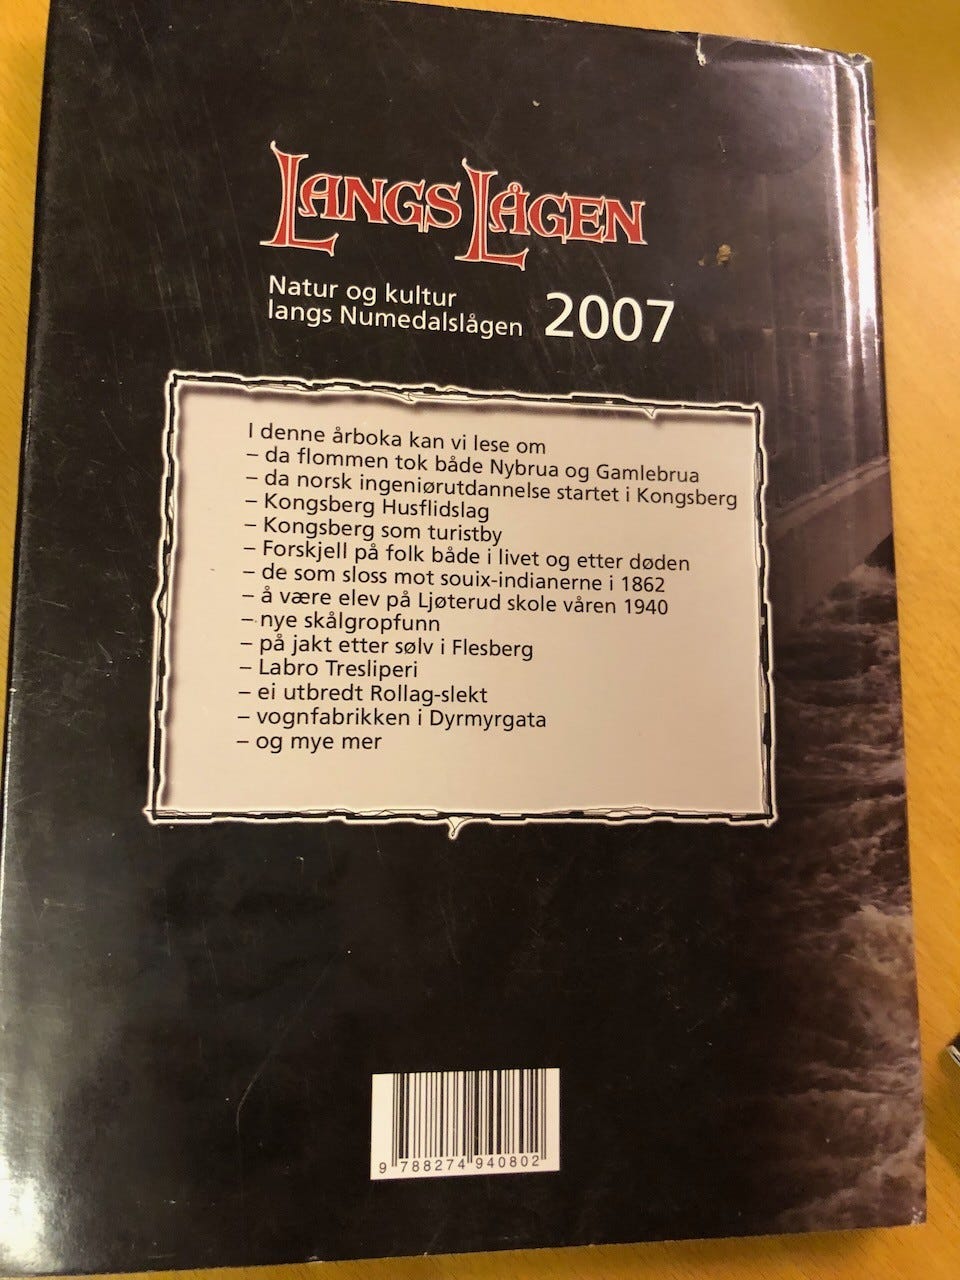 LANGS LÅGEN
Natur og kultur
langs Numedalslågen 2007
I denne årboka kan vi lese om
– da flommen tok både Nybrua og Gamlebrua
– da norsk ingeniørutdannelse startet i Kongsberg
– Kongsberg Husflidslag
– Kongsberg som turistby
– Forskjell på folk både i livet og etter døden
– de som sloss mot souix-indianerne i 1862
– å være elev på Ljøterud skole våren 1940
– nye skålgropfunn
– på jakt etter sølv i Flesberg
– Labro Tresliperi
– ei utbredt Rollag-slekt
– vognfabrikken i Dyrmyrgata
– og mye mer
9 788274 940802